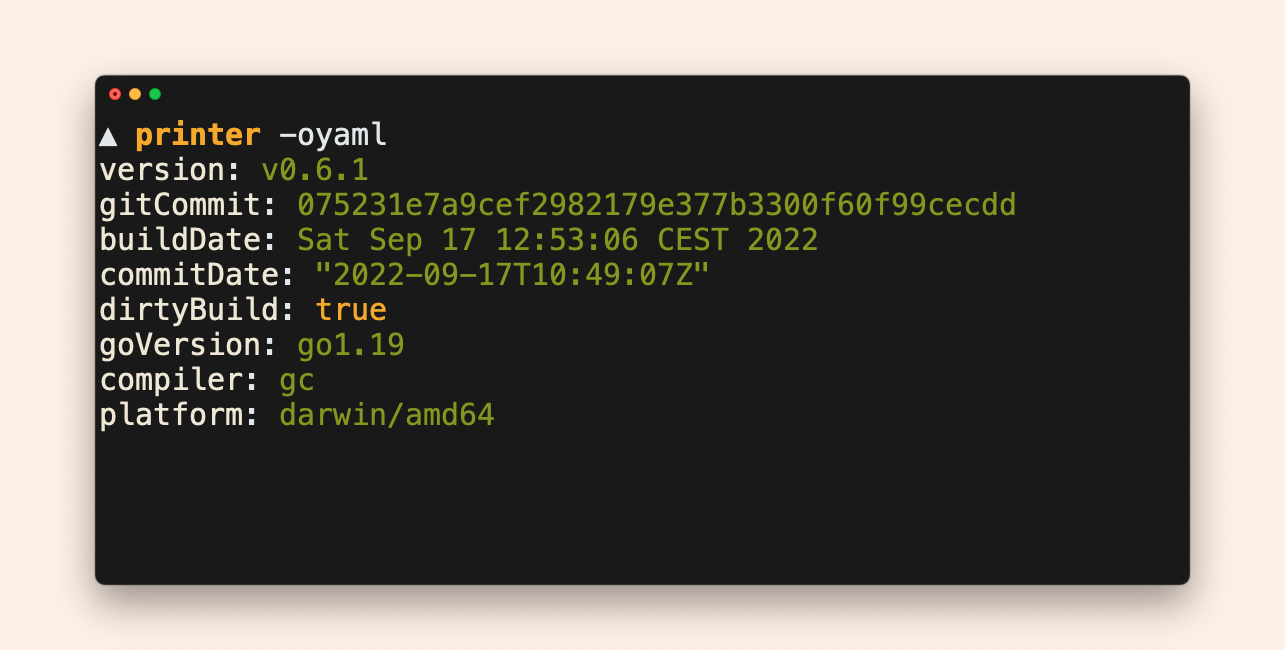 ▲ printer -oyaml
version: v0.6.1
gitCommit: 075231e7a9cef2982179e377b3300f60f99cecdd
buildDate: Sat Sep 17 12:53:06 CEST 2022
commitDate: "2022-09-17T10:49:07Z"
dirtyBuild: true
goVersion: go1.19
compiler: gc
platform: darwin/amd64